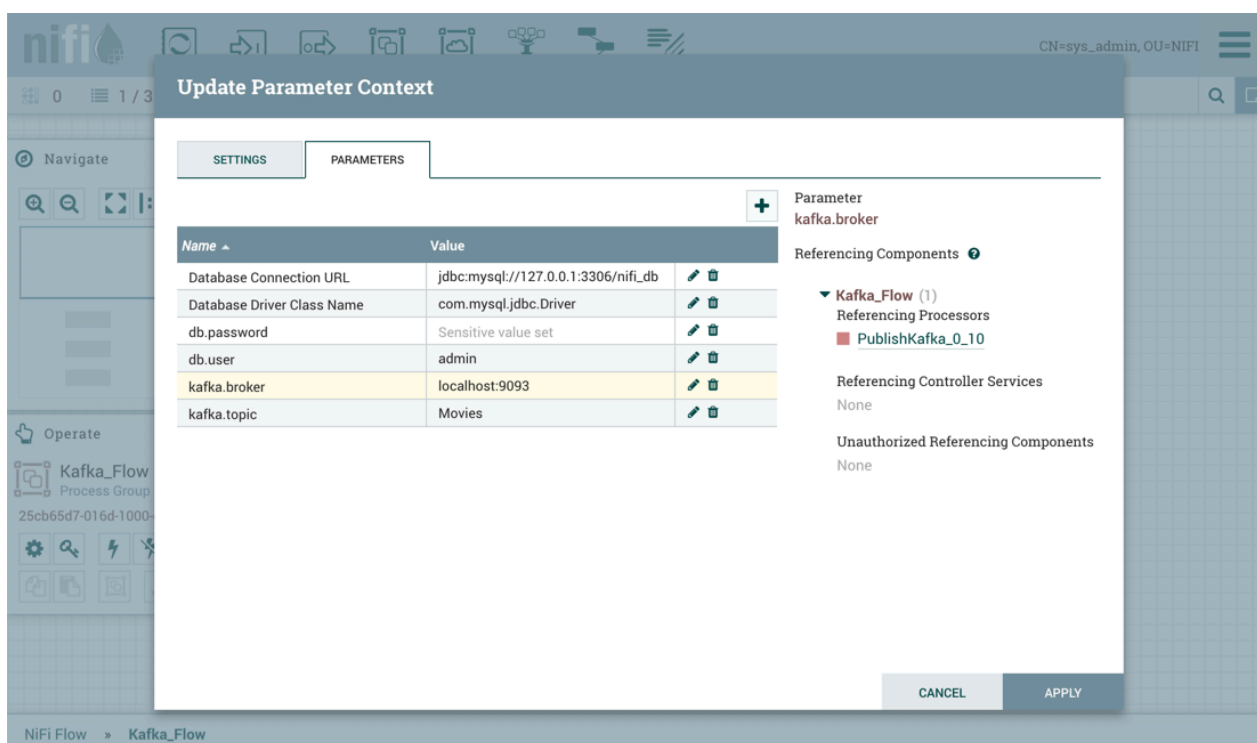 nifi
CN=sys_admin, OU=NIFI
0 1 / 3
Update Parameter Context
Navigate
SETTINGS PARAMETERS
Parameter
kafka.broker
Name Value
Referencing Components
Database Connection URL jdbc:mysql://127.0.0.1:3306/nifi_db
Database Driver Class Name com.mysql.jdbc.Driver
db.password Sensitive value set
db.user admin
kafka.broker localhost:9093
kafka.topic Movies
Kafka_Flow (1)
Referencing Processors
PublishKafka_0_10
Referencing Controller Services
None
Unauthorized Referencing Components
None
Operate
Kafka_Flow
Process Group
25cb65d7-016d-1000-
CANCEL APPLY
NiFi Flow » Kafka_Flow